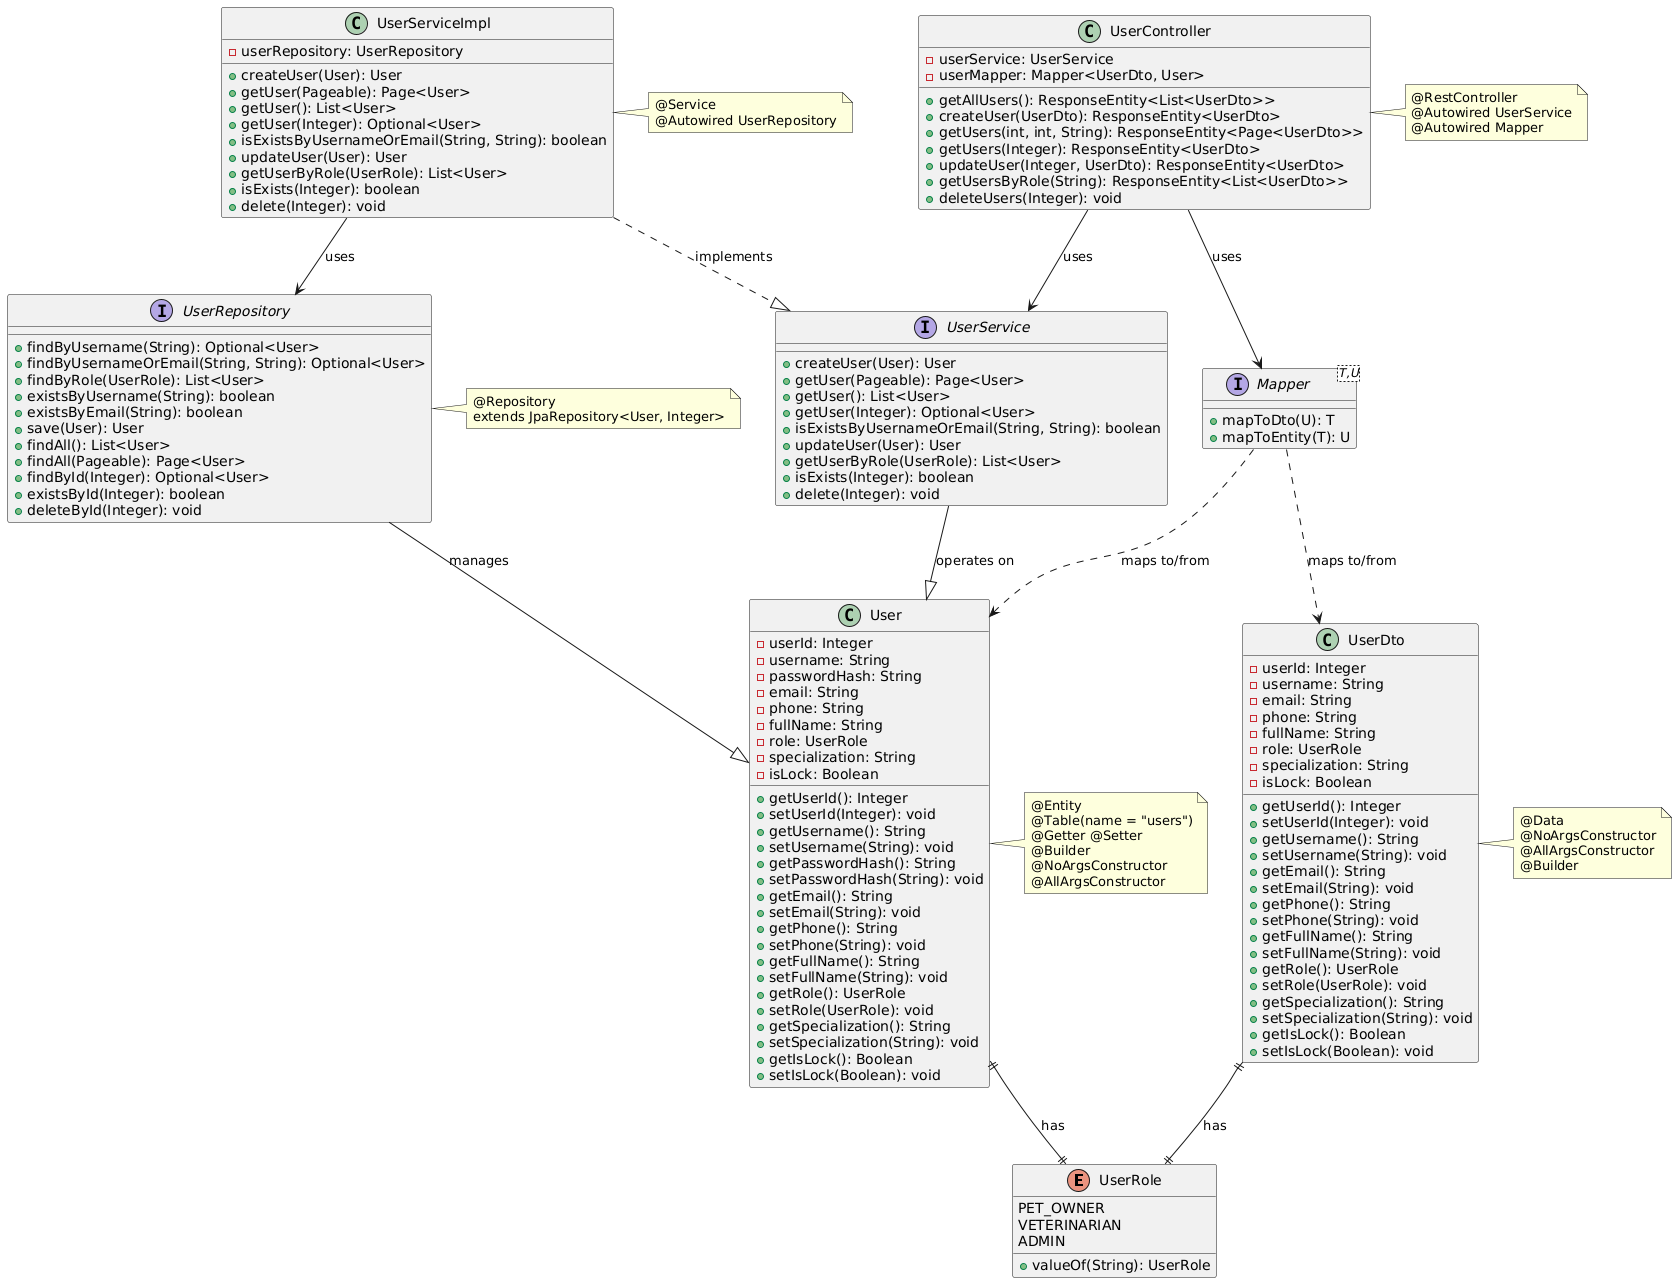 UserServiceImpl
userRepository: UserRepository
createUser(User): User
getUser(Pageable): Page<User>
getUser(): List<User>
getUser(Integer): Optional<User>
isExistsByUsernameOrEmail(String, String): boolean
updateUser(User): User
getUserByRole(UserRole): List<User>
isExists(Integer): boolean
delete(Integer): void
@Service
@Autowired UserRepository
UserController
userService: UserService
userMapper: Mapper<UserDto, User>
getAllUsers(): ResponseEntity<List<UserDto>>
createUser(UserDto): ResponseEntity<UserDto>
getUsers(int, int, String): ResponseEntity<Page<UserDto>>
getUsers(Integer): ResponseEntity<UserDto>
updateUser(Integer, UserDto): ResponseEntity<UserDto>
getUsersByRole(String): ResponseEntity<List<UserDto>>
deleteUsers(Integer): void
@RestController
@Autowired UserService
@Autowired Mapper
uses
implements
uses
uses
UserRepository
findByUsername(String): Optional<User>
findByUsernameOrEmail(String, String): Optional<User>
findByRole(UserRole): List<User>
existsByUsername(String): boolean
existsByEmail(String): boolean
save(User): User
findAll(): List<User>
findAll(Pageable): Page<User>
findById(Integer): Optional<User>
existsById(Integer): boolean
deleteById(Integer): void
@Repository
extends JpaRepository<User, Integer>
UserService
createUser(User): User
getUser(Pageable): Page<User>
getUser(): List<User>
getUser(Integer): Optional<User>
isExistsByUsernameOrEmail(String, String): boolean
updateUser(User): User
getUserByRole(UserRole): List<User>
isExists(Integer): boolean
delete(Integer): void
Mapper
T,U
mapToDto(U): T
mapToEntity(T): U
manages
operates on
maps to/from
maps to/from
User
userId: Integer
username: String
passwordHash: String
email: String
phone: String
fullName: String
role: UserRole
specialization: String
isLock: Boolean
getUserId(): Integer
setUserId(Integer): void
getUsername(): String
setUsername(String): void
getPasswordHash(): String
setPasswordHash(String): void
getEmail(): String
setEmail(String): void
getPhone(): String
setPhone(String): void
getFullName(): String
setFullName(String): void
getRole(): UserRole
setRole(UserRole): void
getSpecialization(): String
setSpecialization(String): void
getIsLock(): Boolean
setIsLock(Boolean): void
@Entity
@Table(name = "users")
@Getter @Setter
@Builder
@NoArgsConstructor
@AllArgsConstructor
UserDto
userId: Integer
username: String
email: String
phone: String
fullName: String
role: UserRole
specialization: String
isLock: Boolean
getUserId(): Integer
setUserId(Integer): void
getUsername(): String
setUsername(String): void
getEmail(): String
setEmail(String): void
getPhone(): String
setPhone(String): void
getFullName(): String
setFullName(String): void
getRole(): UserRole
setRole(UserRole): void
getSpecialization(): String
setSpecialization(String): void
getIsLock(): Boolean
setIsLock(Boolean): void
@Data
@NoArgsConstructor
@AllArgsConstructor
@Builder
has
has
UserRole
PET_OWNER
VETERINARIAN
ADMIN
valueOf(String): UserRole